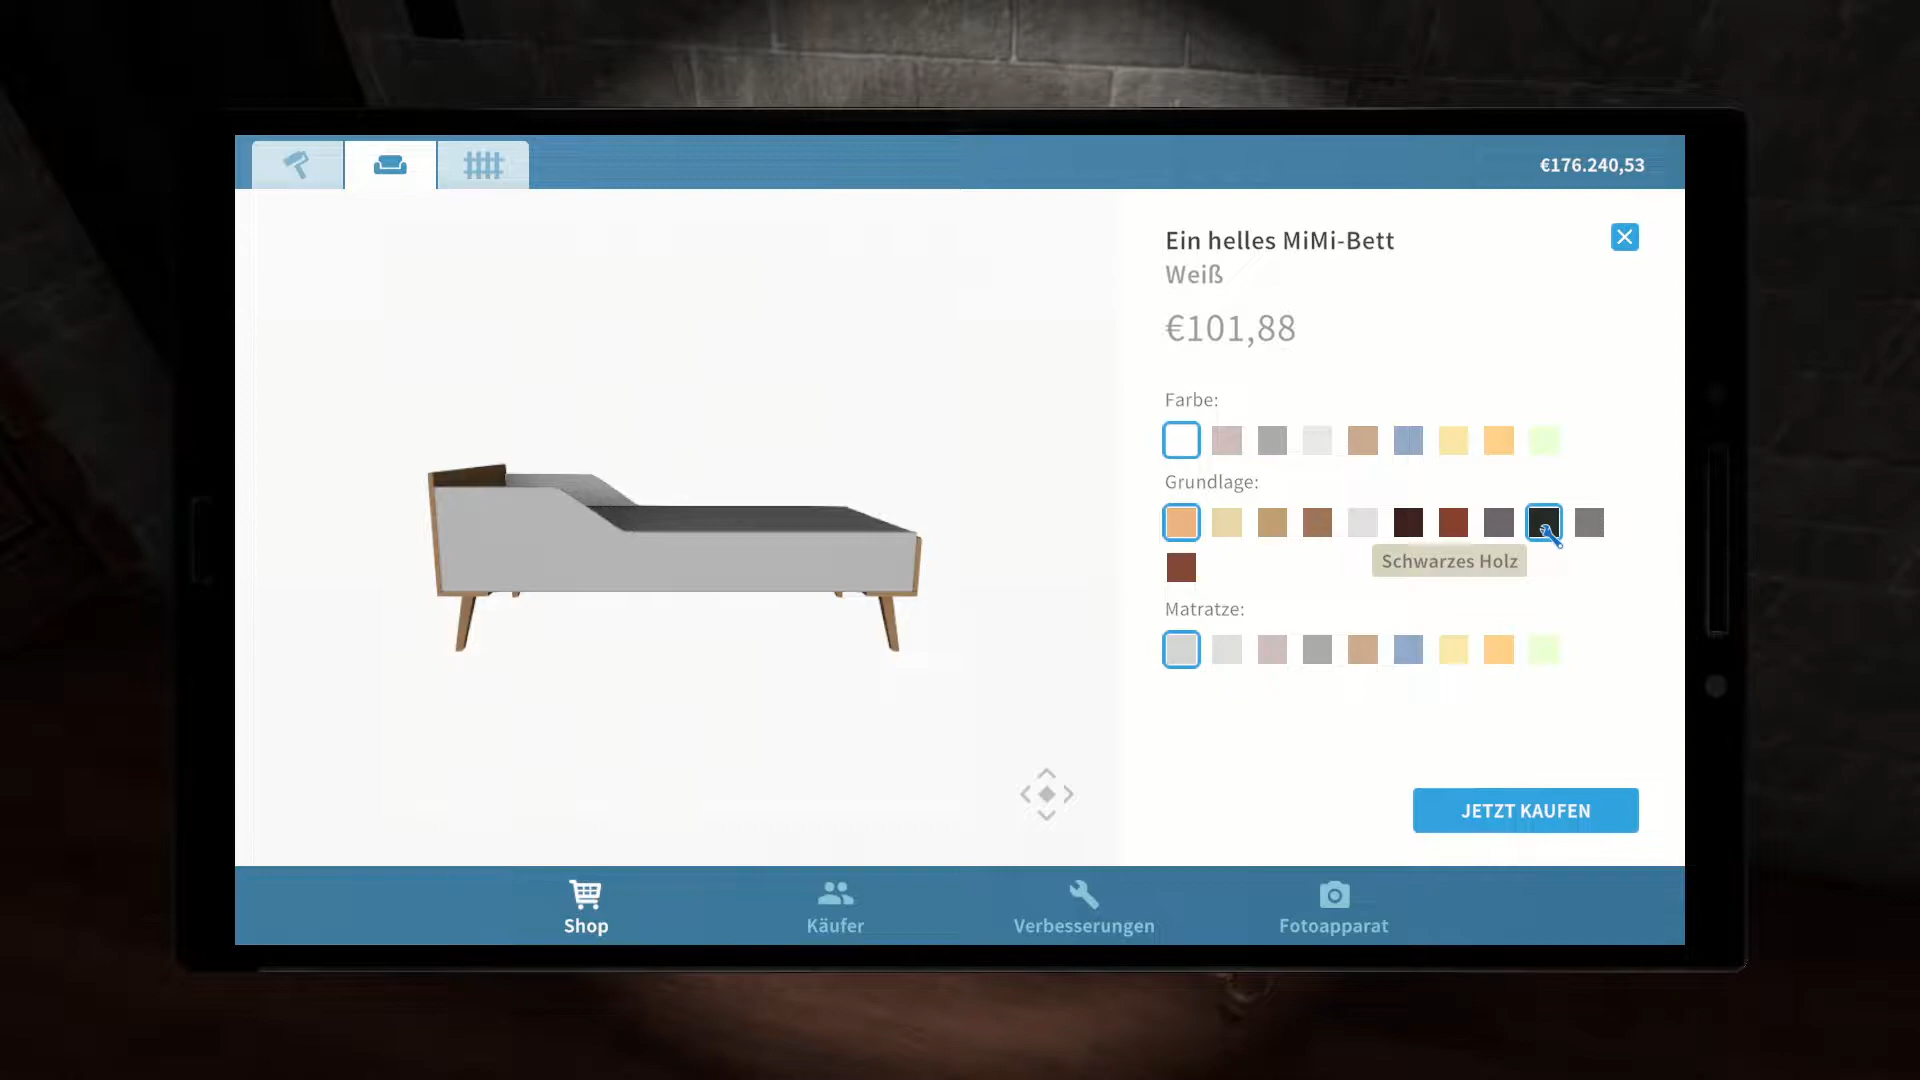 €176.240,53
Ein helles MiMi-Bett
Weiß
€101,88
Farbe:
Grundlage:
Schwarzes Holz
Matratze:
JETZT KAUFEN
Shop
Käufer
Verbesserungen
Fotoapparat